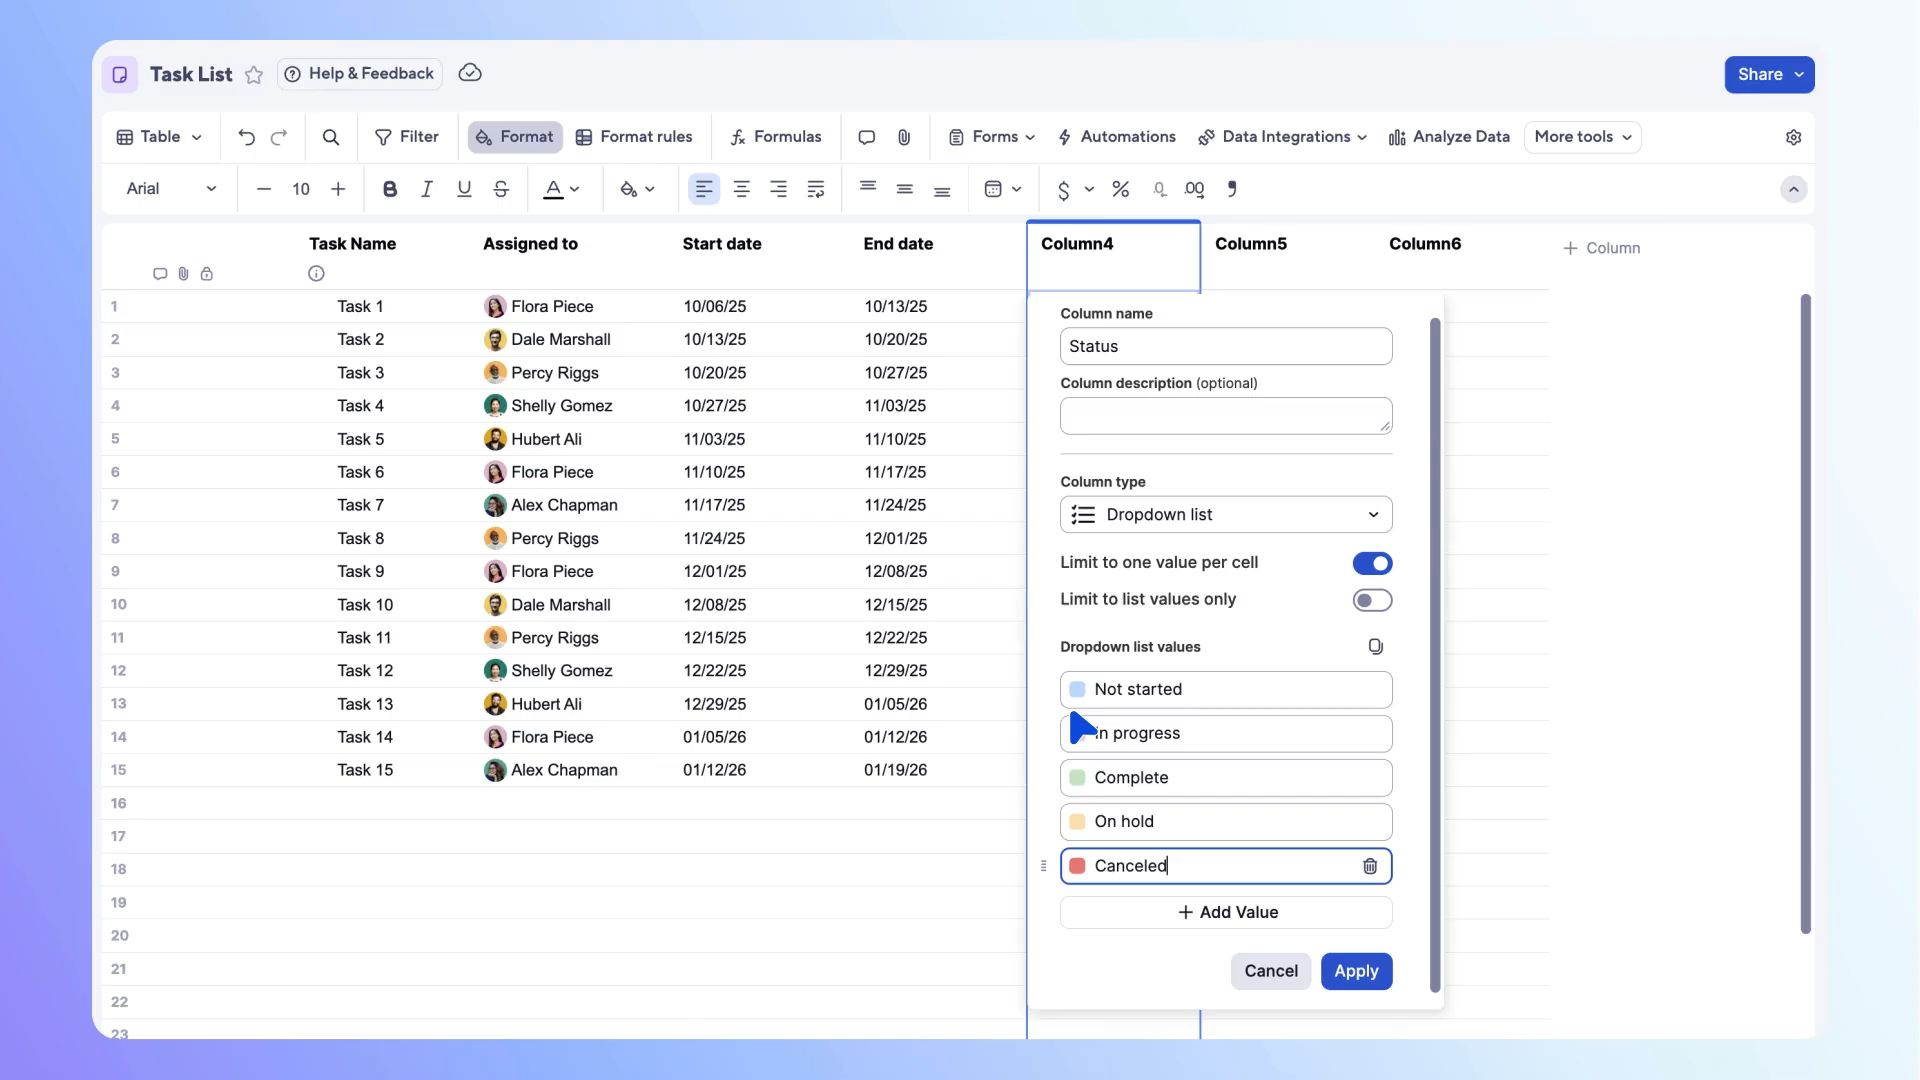 Task List Help & Feedback Share
Table Filter Format Format rules Formulas Forms Automations Data Integrations Analyze Data More tools
Arial 10 B I U S A $ % .0 .00
Task Name Assigned to Start date End date Column4 Column5 Column6 + Column
1 Task 1 Flora Piece 10/06/25 10/13/25
2 Task 2 Dale Marshall 10/13/25 10/20/25
3 Task 3 Percy Riggs 10/20/25 10/27/25
4 Task 4 Shelly Gomez 10/27/25 11/03/25
5 Task 5 Hubert Ali 11/03/25 11/10/25
6 Task 6 Flora Piece 11/10/25 11/17/25
7 Task 7 Alex Chapman 11/17/25 11/24/25
8 Task 8 Percy Riggs 11/24/25 12/01/25
9 Task 9 Flora Piece 12/01/25 12/08/25
10 Task 10 Dale Marshall 12/08/25 12/15/25
11 Task 11 Percy Riggs 12/15/25 12/22/25
12 Task 12 Shelly Gomez 12/22/25 12/29/25
13 Task 13 Hubert Ali 12/29/25 01/05/26
14 Task 14 Flora Piece 01/05/26 01/12/26
15 Task 15 Alex Chapman 01/12/26 01/19/26
16
17
18
19
20
21
22
23
Column name
Status
Column description (optional)
Column type
Dropdown list
Limit to one value per cell
Limit to list values only
Dropdown list values
Not started
In progress
Complete
On hold
Canceled
+ Add Value
Cancel Apply